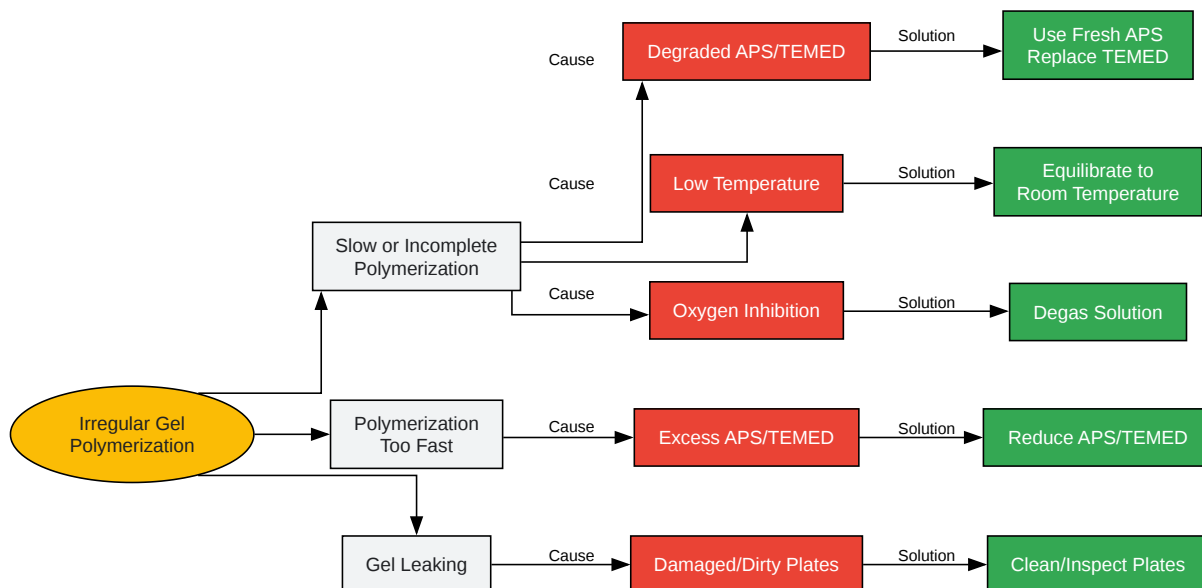 Cause
Degraded APS/TEMED
Solution
Use Fresh APS
Replace TEMED
Cause
Low Temperature
Solution
Equilibrate to
Room Temperature
Slow or Incomplete
Polymerization
Cause
Oxygen Inhibition
Solution
Degas Solution
Irregular Gel
Polymerization
Polymerization
Too Fast
Cause
Excess APS/TEMED
Solution
Reduce APS/TEMED
Gel Leaking
Cause
Damaged/Dirty Plates
Solution
Clean/Inspect Plates